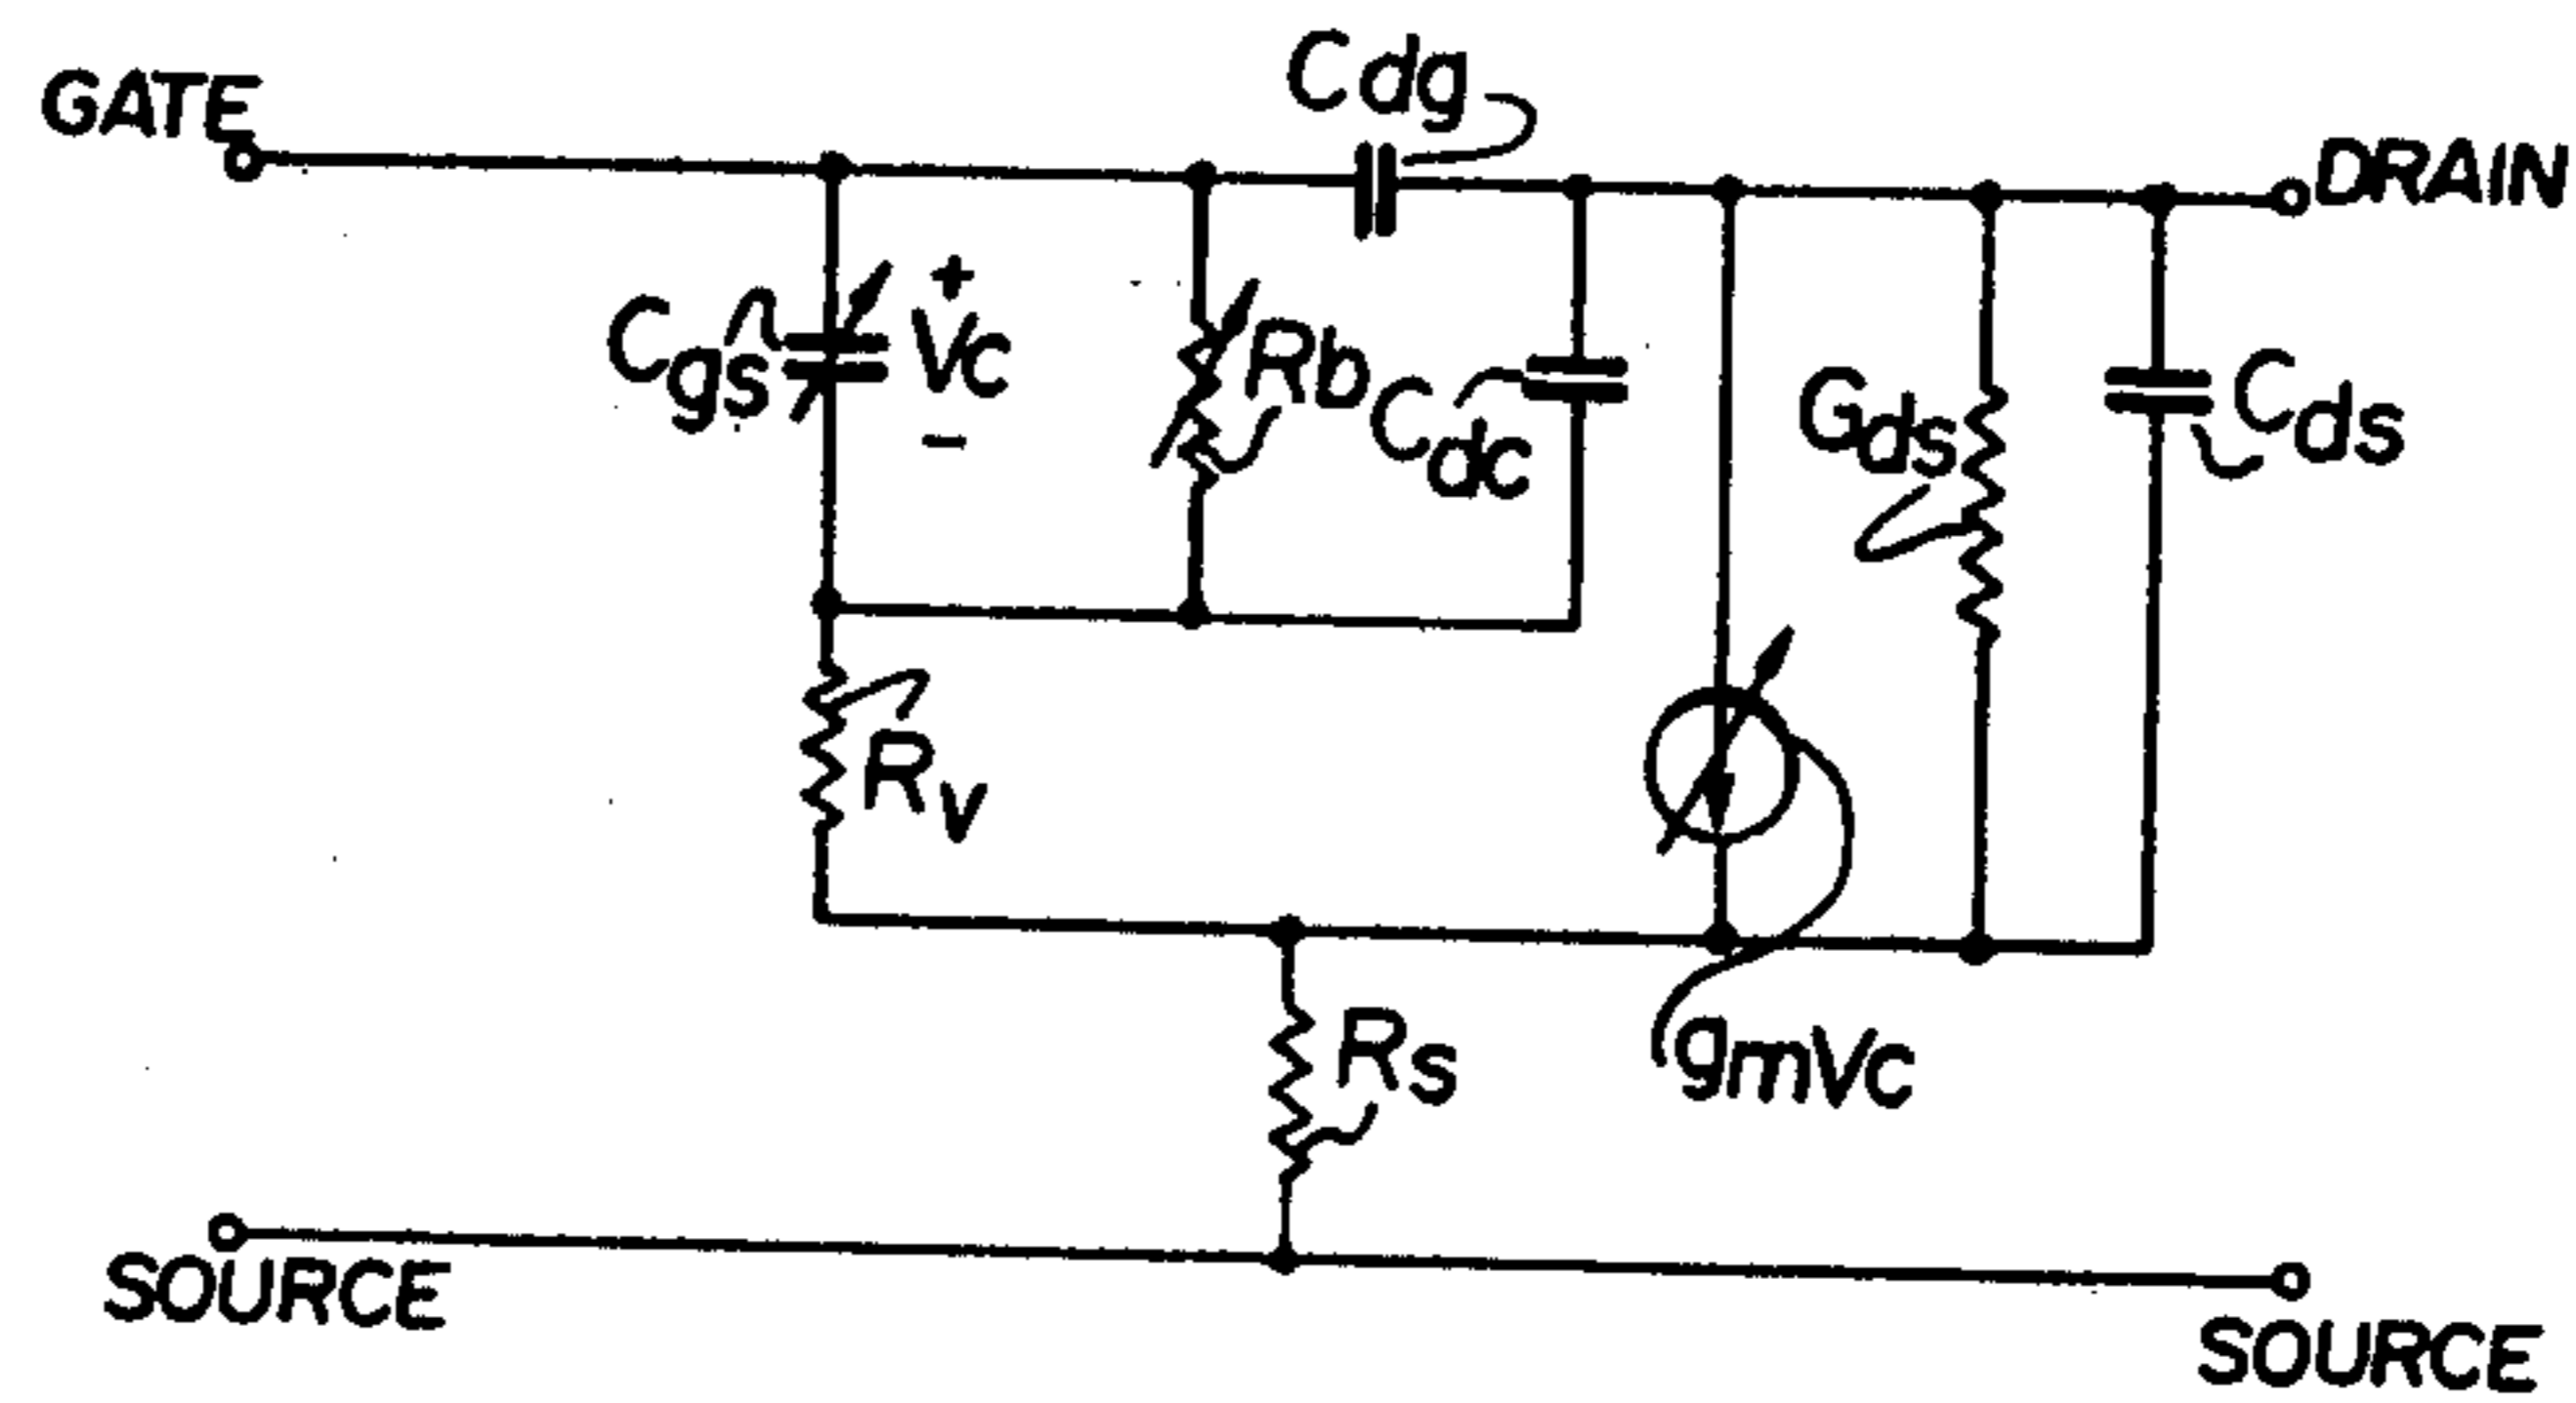 Cdg
GATE
DRAIN
+
Cgs
Vc
-
Rb
Cdc
Gds
Cds
Rv
Rs
gmVc
SOURCE
SOURCE